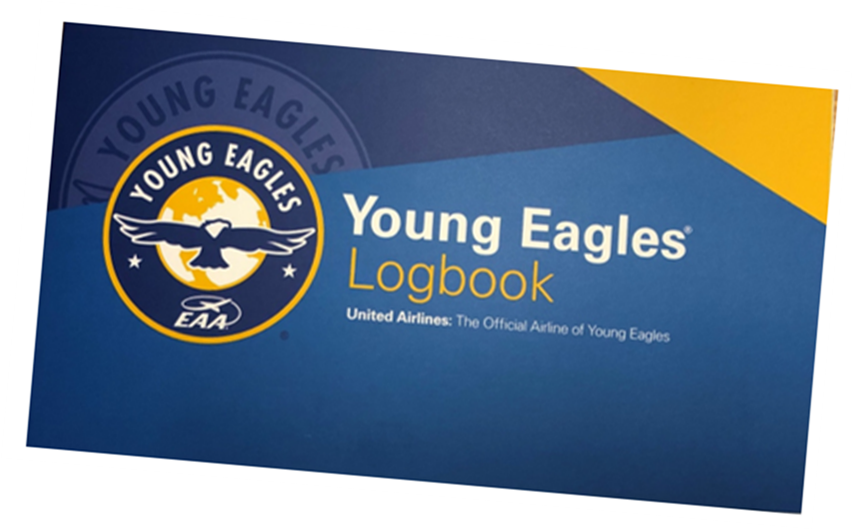 YOUNG EAGLES
YOUNG EAGLES
EAA
Young Eagles®
Logbook
United Airlines: The Official Airline of Young Eagles